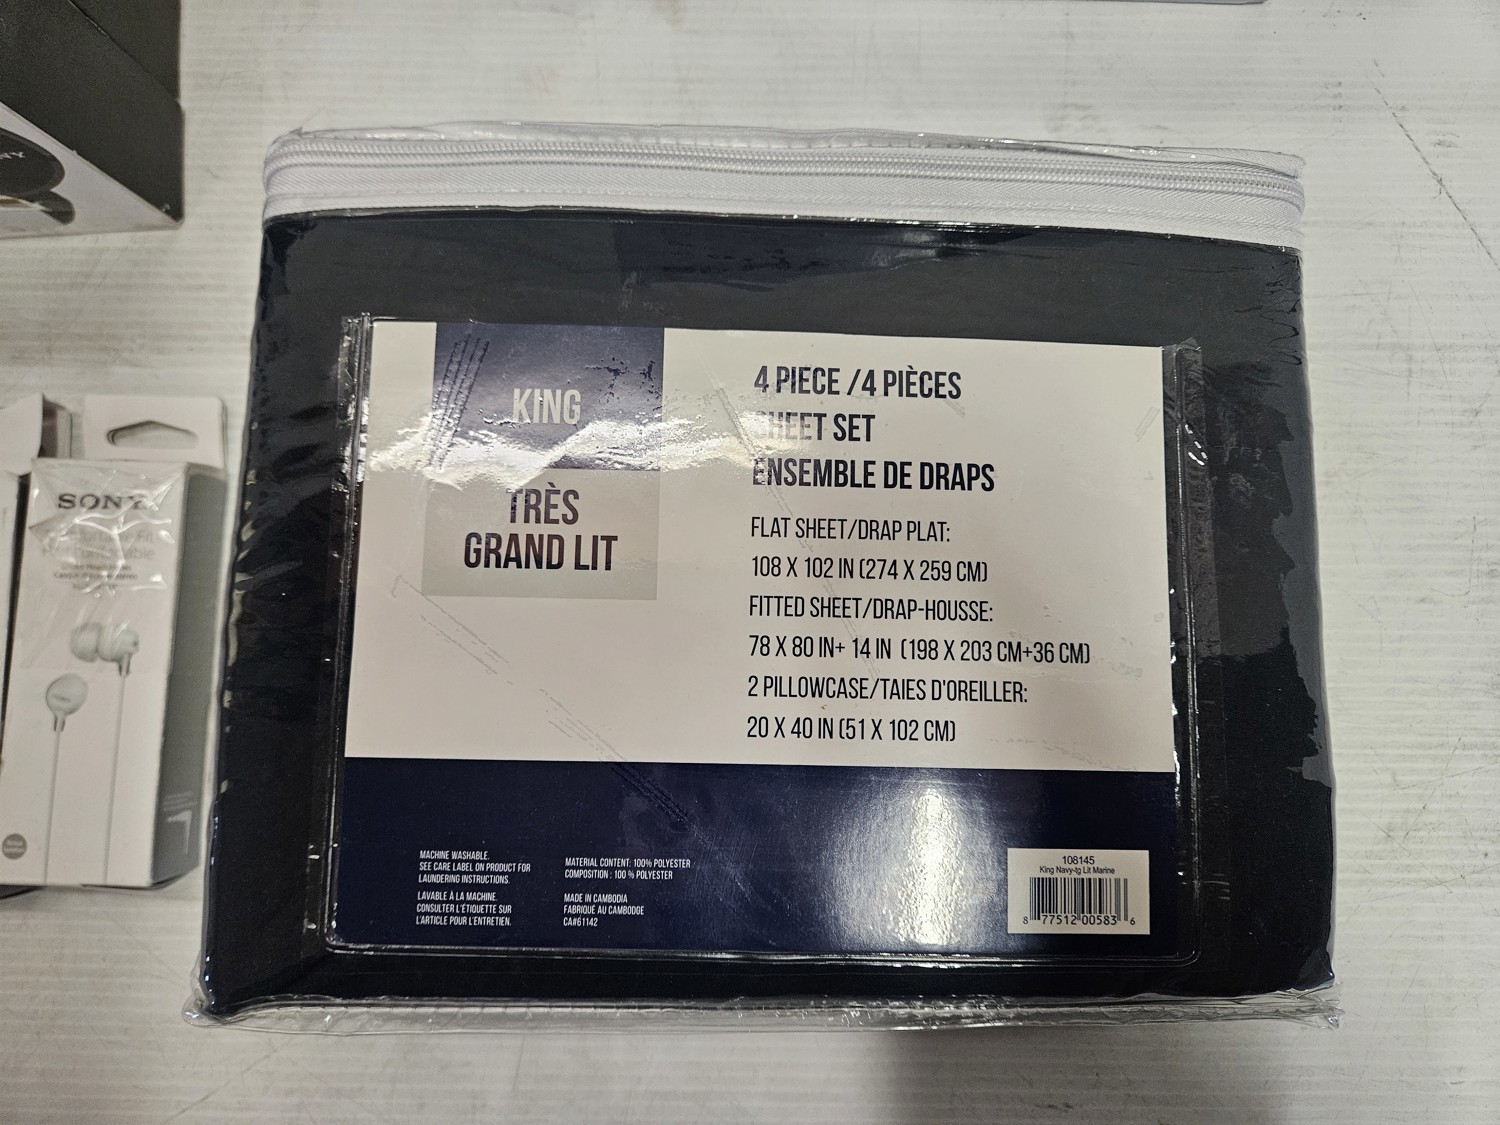 KING
TRÈS
GRAND LIT
4 PIECE /4 PIÈCES
SHEET SET
ENSEMBLE DE DRAPS
FLAT SHEET/DRAP PLAT:
108 X 102 IN (274 X 259 CM)
FITTED SHEET/DRAP-HOUSSE:
78 X 80 IN+ 14 IN (198 X 203 CM+36 CM)
2 PILLOWCASE/TAIES D'OREILLER:
20 X 40 IN (51 X 102 CM)
MACHINE WASHABLE.
SEE CARE LABEL ON PRODUCT FOR
LAUNDERING INSTRUCTIONS.
LAVABLE À LA MACHINE.
CONSULTER L'ÉTIQUETTE SUR
L'ARTICLE POUR L'ENTRETIEN.
MATERIAL CONTENT: 100% POLYESTER
COMPOSITION : 100 % POLYESTER
MADE IN CAMBODIA
FABRIQUÉ AU CAMBODGE
CA#61142
108145
King Navy-tg Lit Marine
8 77512 00583 6
SONY